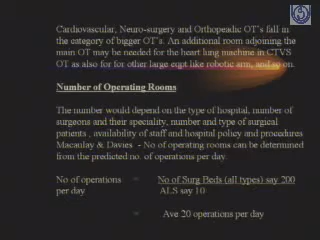 Cardiovascular, Neuro-surgery and Orthopeadic OT's fall in
the category of bigger OT's. An additional room adjoining the
main OT may be needed for the heart lung machine in CTVS
OT as also for for other large eqpt like robotic arm, and so on.
Number of Operating Rooms
The number would depend on the type of hospital, number of
surgeons and their speciality, number and type of surgical
patients , availability of staff and hospital policy and procedures
Macaulay & Davies - No of operating rooms can be determined
from the predicted no. of operations per day.
No of operations = No of Surg Beds (all types) say 200
per day ALS say 10
= Ave 20 operations per day